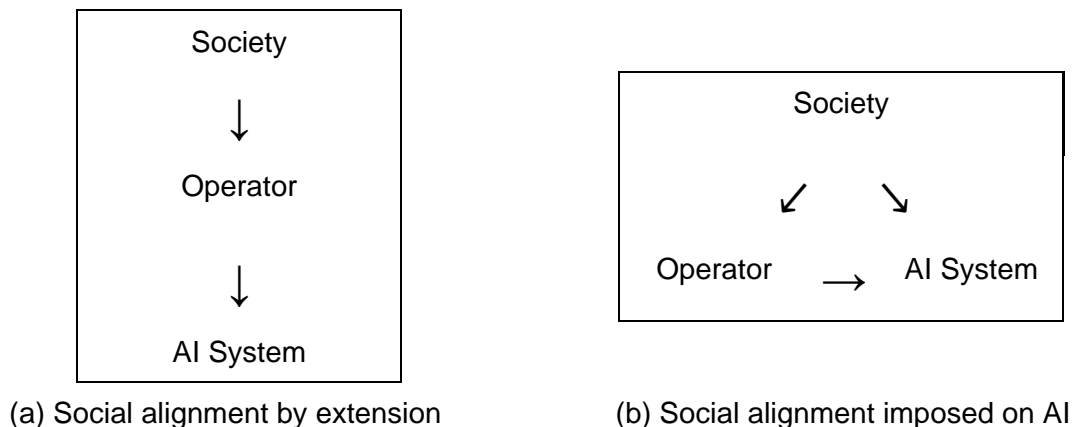 Society
↓
Operator
↓
AI System
(a) Social alignment by extension
Society
↙ ↘
Operator → AI System
(b) Social alignment imposed on AI